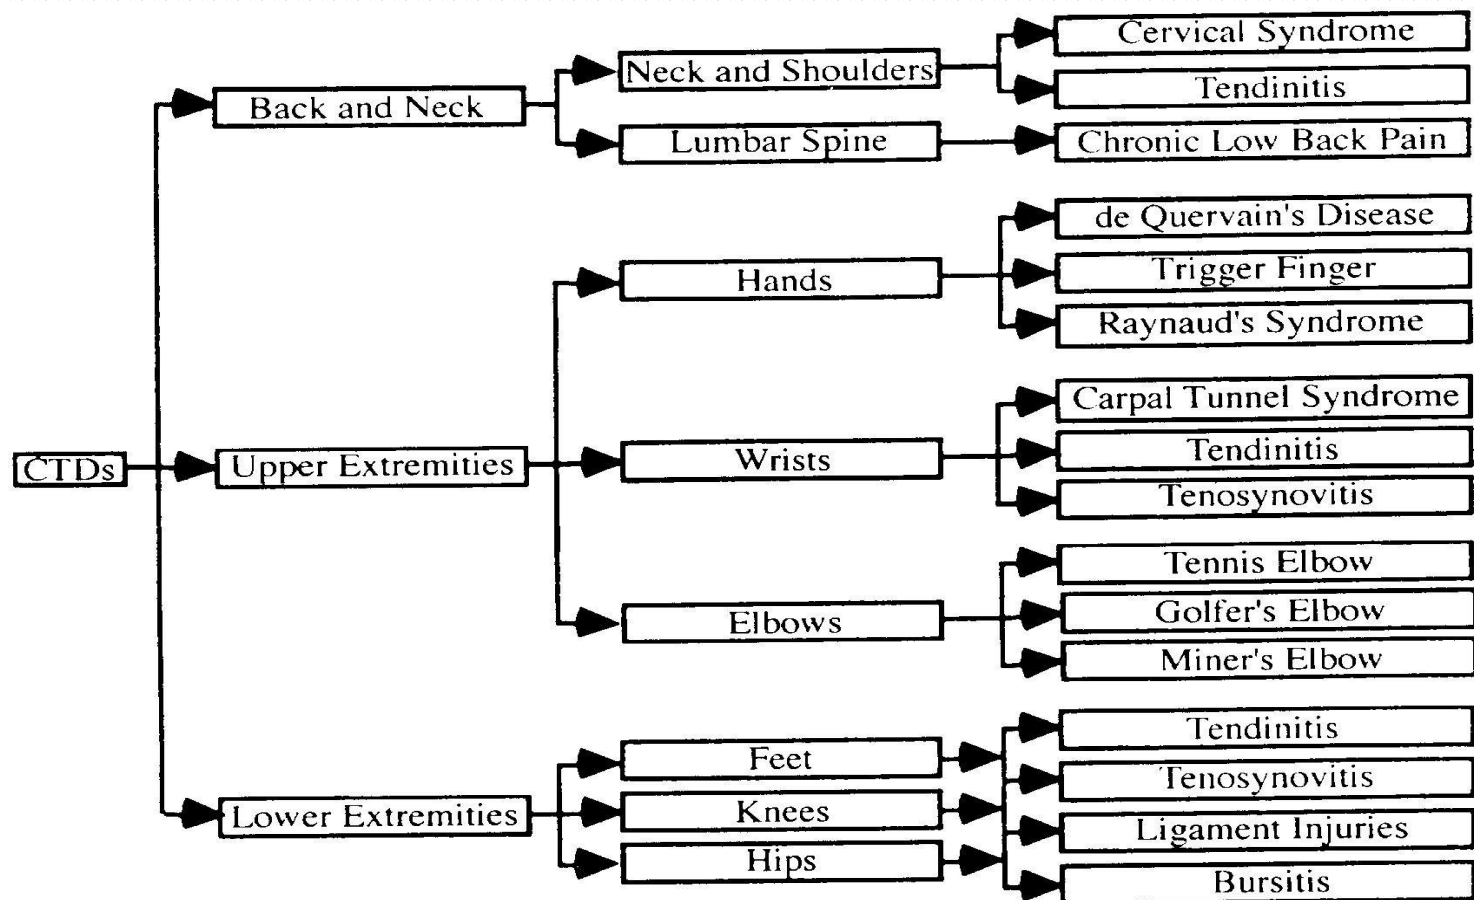 CTDs
Back and Neck
Neck and Shoulders
Cervical Syndrome
Tendinitis
Lumbar Spine
Chronic Low Back Pain
Upper Extremities
Hands
de Quervain's Disease
Trigger Finger
Raynaud's Syndrome
Wrists
Carpal Tunnel Syndrome
Tendinitis
Tenosynovitis
Elbows
Tennis Elbow
Golfer's Elbow
Miner's Elbow
Lower Extremities
Feet
Knees
Hips
Tendinitis
Tenosynovitis
Ligament Injuries
Bursitis